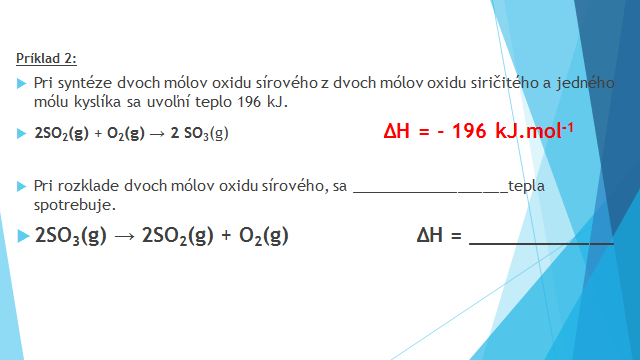 Príklad 2:
Pri syntéze dvoch mólov oxidu sírového z dvoch mólov oxidu siričitého a jedného
mólu kyslíka sa uvoľní teplo 196 kJ.
2SO₂(g) + O₂(g) → 2 SO₃(g) ΔH = - 196 kJ.mol⁻¹
Pri rozklade dvoch mólov oxidu sírového, sa ___________________tepla
spotrebuje.
2SO₃(g) → 2SO₂(g) + O₂(g) ΔH = _____________